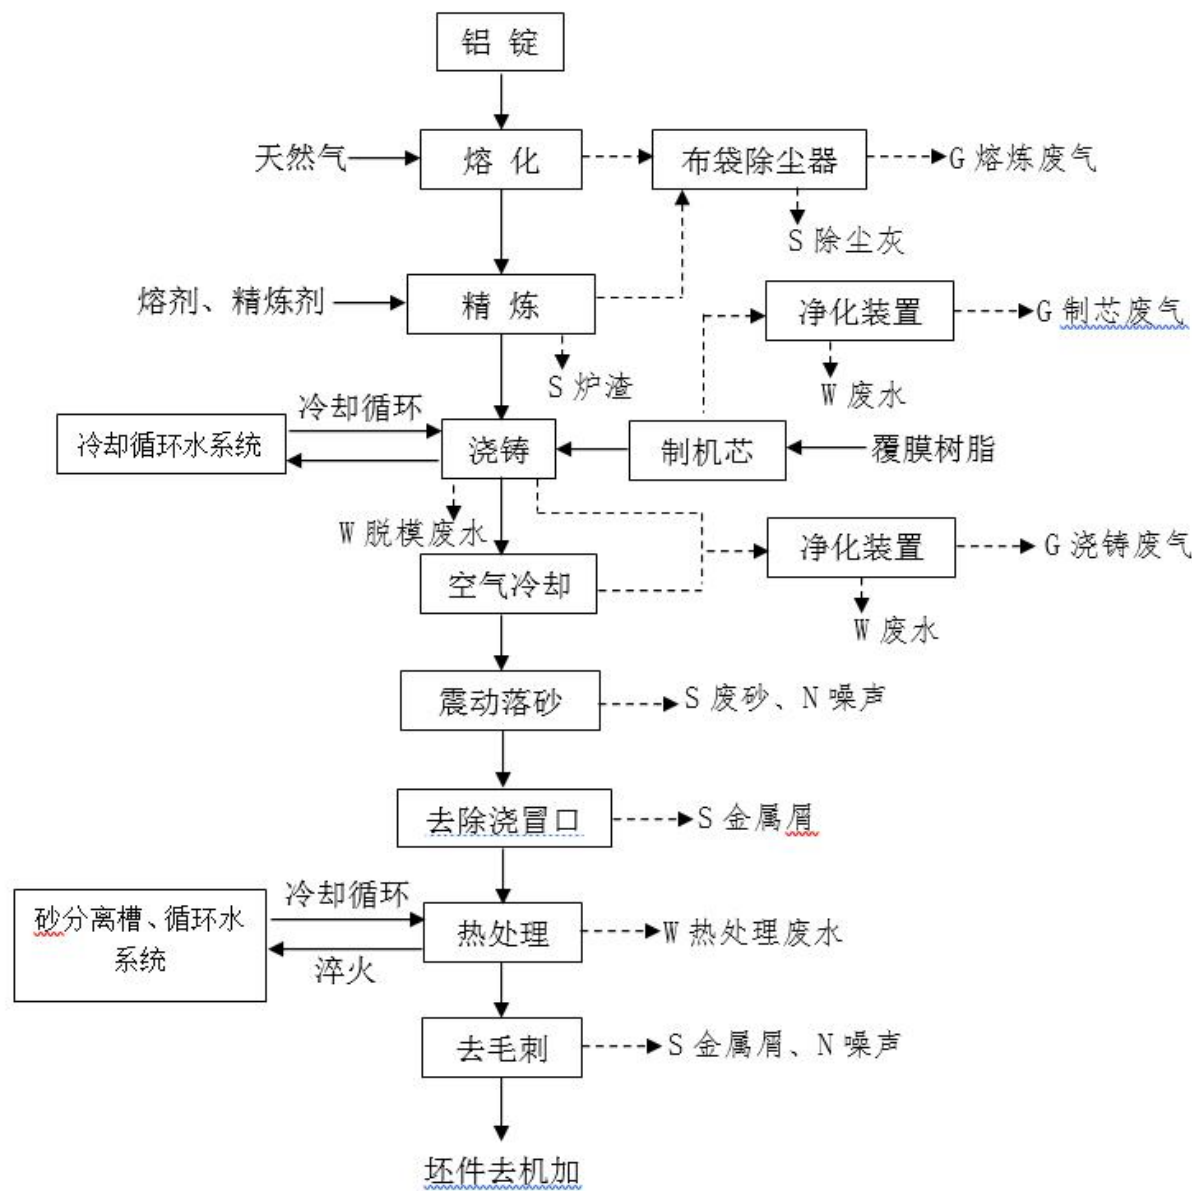 铝 锭
天然气
熔 化
布袋除尘器
G 熔炼废气
S 除尘灰
熔剂、精炼剂
精 炼
净化装置
G 制芯废气
S 炉渣
W 废水
冷却循环
冷却循环水系统
浇铸
制机芯
覆膜树脂
W 脱模废水
净化装置
G 浇铸废气
空气冷却
W 废水
震动落砂
S 废砂、N 噪声
去除浇冒口
S 金属屑
冷却循环
砂分离槽、循环水
系统
热处理
W 热处理废水
淬火
去毛刺
S 金属屑、N 噪声
坯件去机加